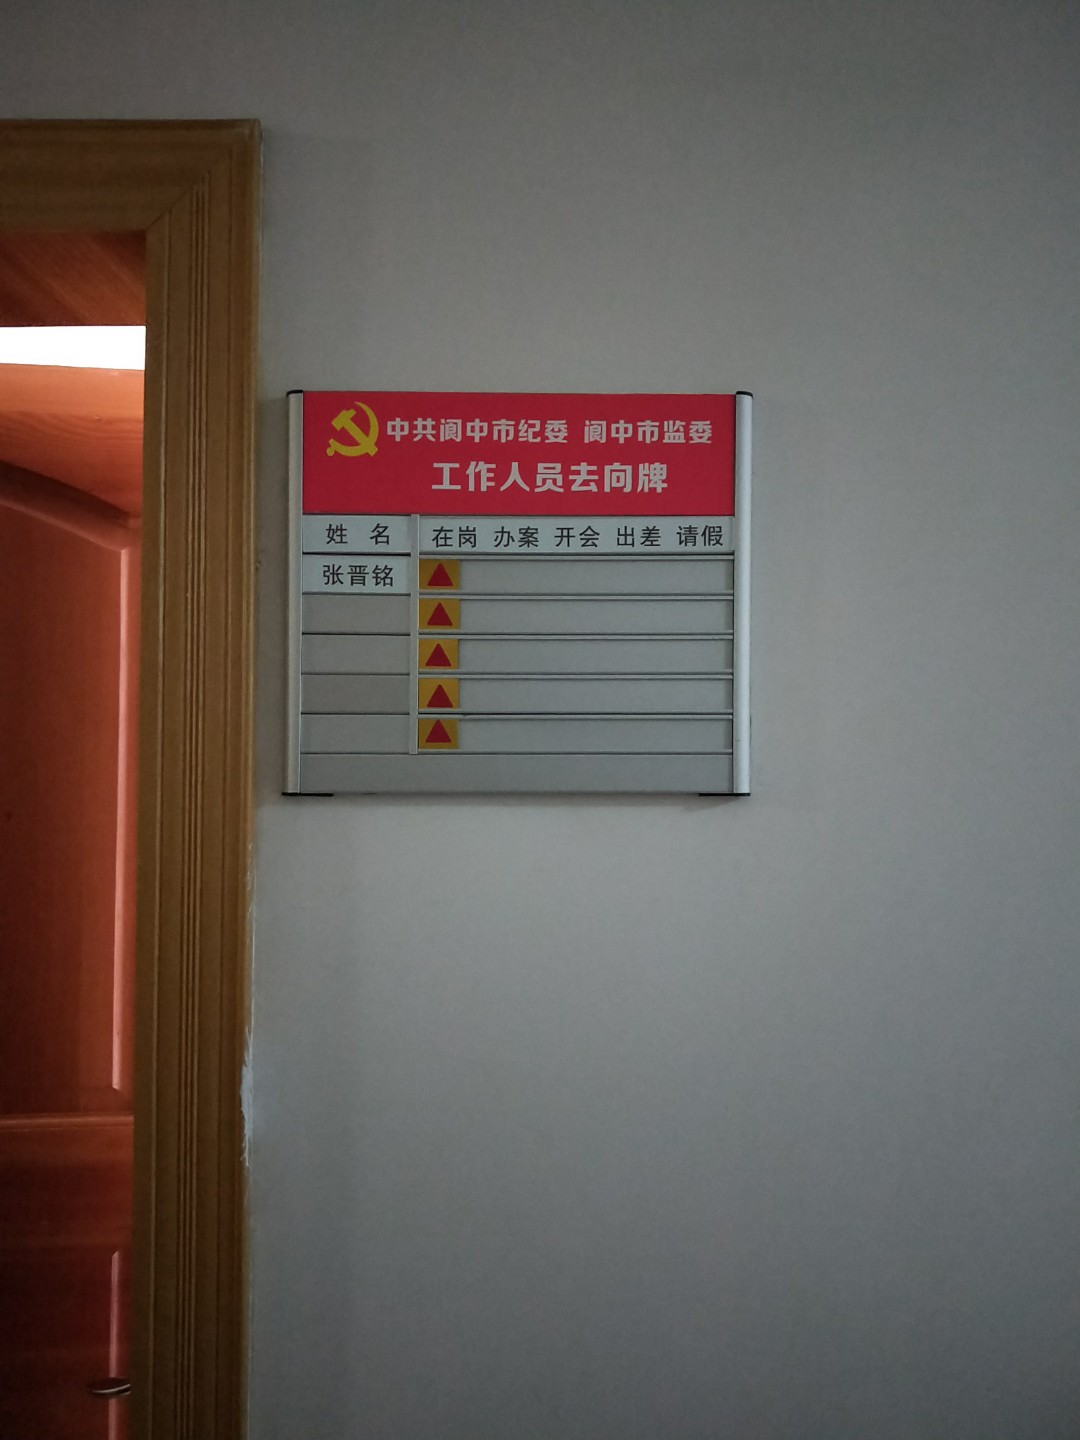 中共阆中市纪委 阆中市监委
工作人员去向牌
姓 名 在岗 办案 开会 出差 请假
张晋铭